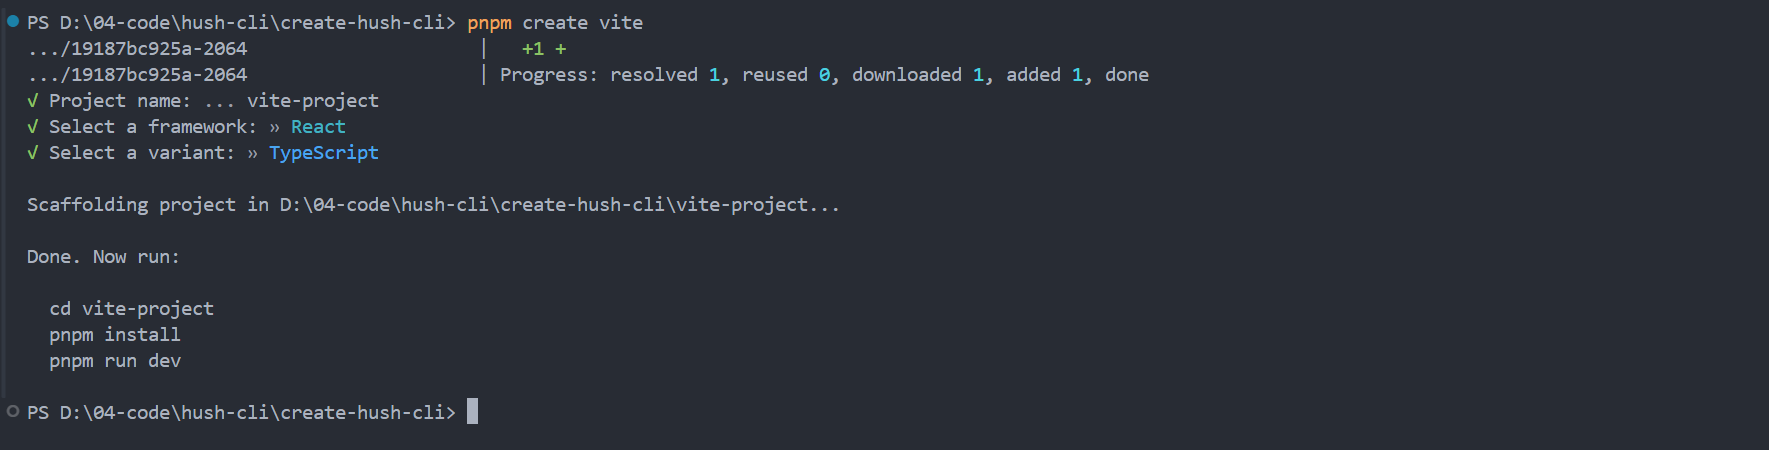 PS D:\04-code\hush-cli\create-hush-cli> pnpm create vite
.../19187bc925a-2064 | +1 +
.../19187bc925a-2064 | Progress: resolved 1, reused 0, downloaded 1, added 1, done
√ Project name: ... vite-project
√ Select a framework: » React
√ Select a variant: » TypeScript
Scaffolding project in D:\04-code\hush-cli\create-hush-cli\vite-project...
Done. Now run:
cd vite-project
pnpm install
pnpm run dev
PS D:\04-code\hush-cli\create-hush-cli>